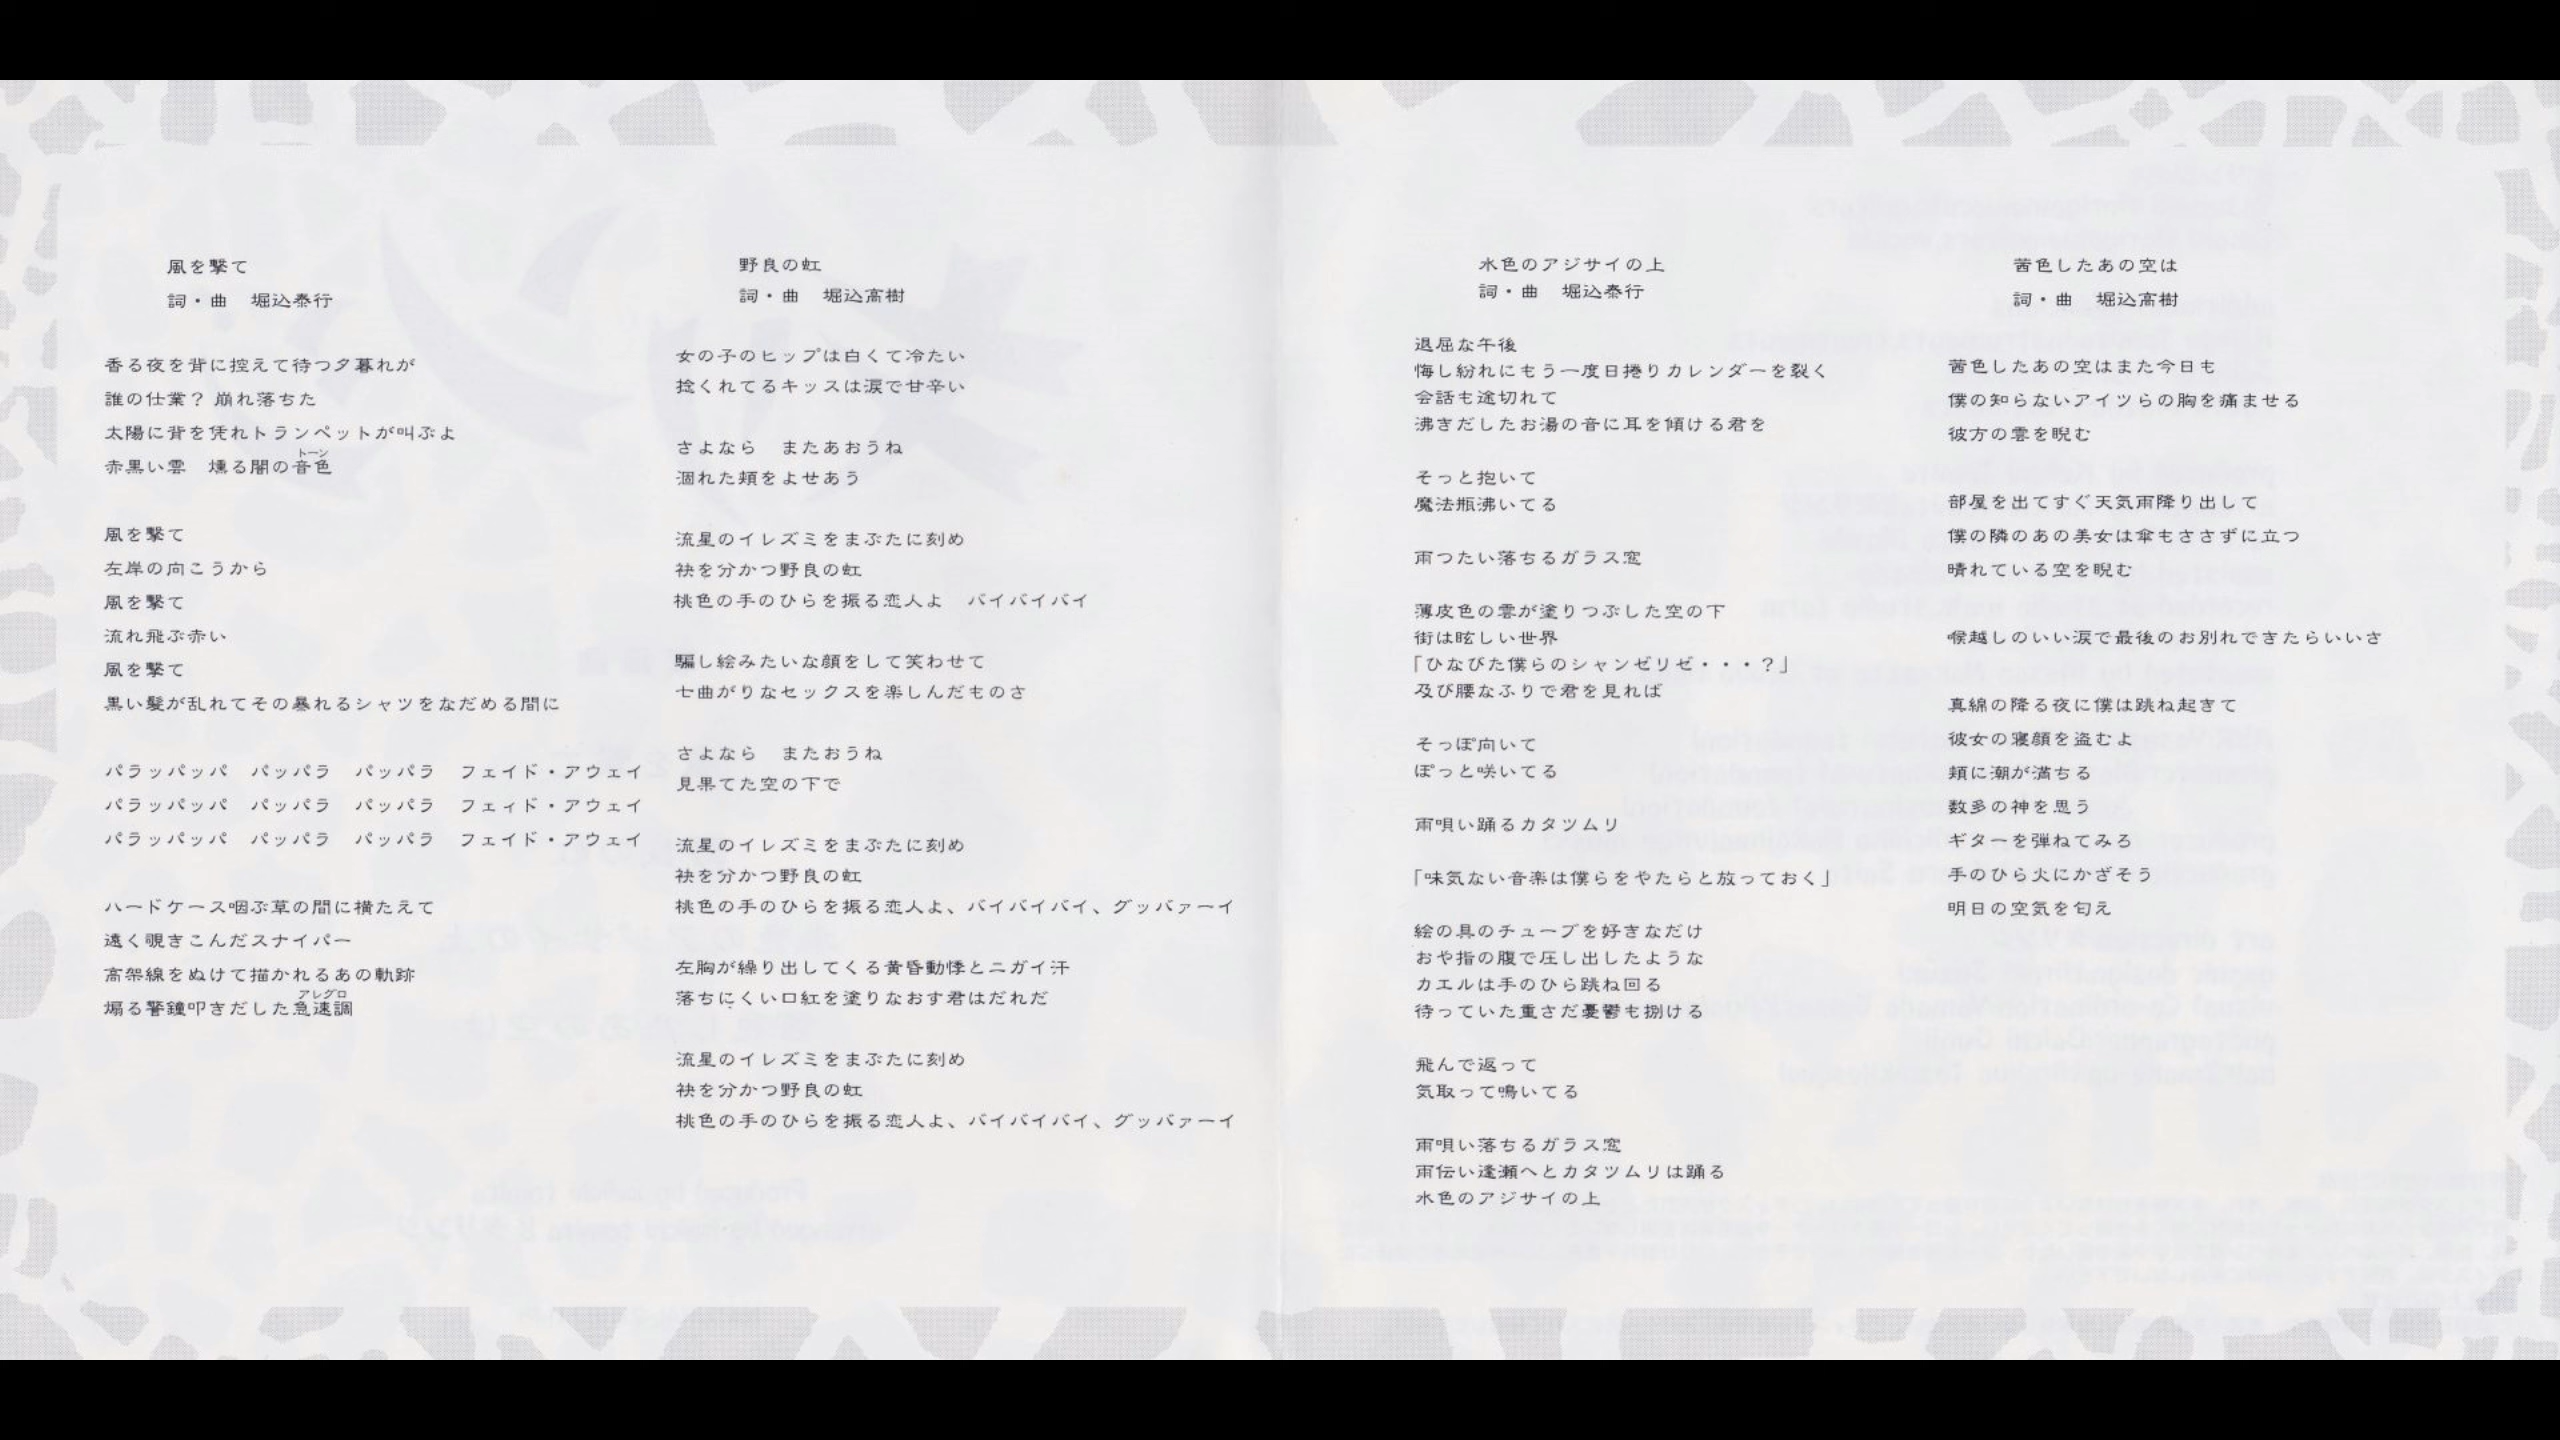 風を撃て
詞・曲　堀込泰行
香る夜を背に控えて待つ夕暮れが
誰の仕業？ 崩れ落ちた
太陽に背を凭れトランペットが叫ぶよ
トーン
赤黒い雲　燻る闇の音色
風を撃て
左岸の向こうから
風を撃て
流れ飛ぶ赤い
風を撃て
黒い髪が乱れてその暴れるシャツをなだめる間に
パラッパッパ　パッパラ　パッパラ　フェイド・アウェイ
パラッパッパ　パッパラ　パッパラ　フェィド・アウェイ
パラッパッパ　パッパラ　パッパラ　フェイド・アウェイ
ハードケース咽ぶ草の間に横たえて
遠く覗きこんだスナイパー
高架線をぬけて描かれるあの軌跡
アレグロ
煽る警鐘叩きだした急速調
野良の虹
詞・曲　堀込高樹
女の子のヒップは白くて冷たい
捻くれてるキッスは涙で甘辛い
さよなら　またあおうね
涸れた頬をよせあう
流星のイレズミをまぶたに刻め
袂を分かつ野良の虹
桃色の手のひらを振る恋人よ　バイバイバイ
騙し絵みたいな顔をして笑わせて
七曲がりなセックスを楽しんだものさ
さよなら　またおうね
見果てた空の下で
流星のイレズミをまぶたに刻め
袂を分かつ野良の虹
桃色の手のひらを振る恋人よ、バイバイバイ、グッバァーイ
左胸が繰り出してくる黄昏動悸とニガイ汗
落ちにくい口紅を塗りなおす君はだれだ
流星のイレズミをまぶたに刻め
袂を分かつ野良の虹
桃色の手のひらを振る恋人よ、バイバイバイ、グッバァーイ
水色のアジサイの上
詞・曲　堀込泰行
退屈な午後
悔し紛れにもう一度日捲りカレンダーを裂く
会話も途切れて
沸きだしたお湯の音に耳を傾ける君を
そっと抱いて
魔法瓶沸いてる
雨つたい落ちるガラス窓
薄皮色の雲が塗りつぶした空の下
街は眩しい世界
「ひなびた僕らのシャンゼリゼ・・・？」
及び腰なふりで君を見れば
そっぽ向いて
ぽっと咲いてる
雨唄い踊るカタツムリ
「味気ない音楽は僕らをやたらと放っておく」
絵の具のチューブを好きなだけ
おや指の腹で圧し出したような
カエルは手のひら跳ね回る
待っていた重さだ憂鬱も捌ける
飛んで返って
気取って鳴いてる
雨唄い落ちるガラス窓
雨伝い逢瀬へとカタツムリは踊る
水色のアジサイの上
茜色したあの空は
詞・曲　堀込高樹
茜色したあの空はまた今日も
僕の知らないアイツらの胸を痛ませる
彼方の雲を睨む
部屋を出てすぐ天気雨降り出して
僕の隣のあの美女は傘もささずに立つ
晴れている空を睨む
喉越しのいい涙で最後のお別れできたらいいさ
真綿の降る夜に僕は跳ね起きて
彼女の寝顔を盗むよ
頬に潮が満ちる
数多の神を思う
ギターを弾ねてみろ
手のひら火にかざそう
明日の空気を匂え